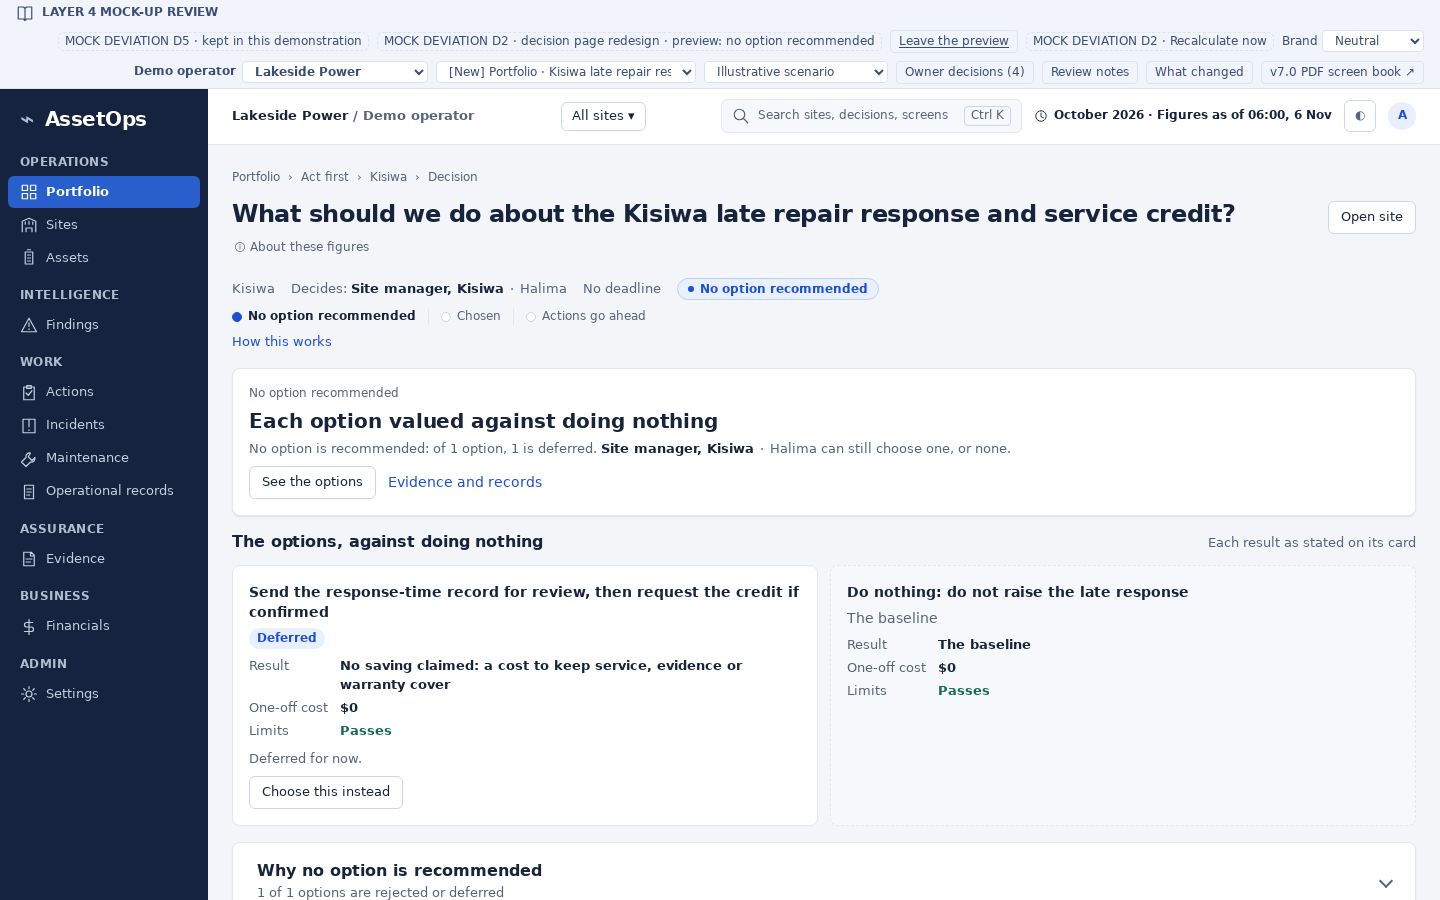 LAYER 4 MOCK-UP REVIEW
MOCK DEVIATION D5 · kept in this demonstration
MOCK DEVIATION D2 · decision page redesign · preview: no option recommended
Leave the preview
MOCK DEVIATION D2 · Recalculate now
Brand
Neutral
Demo operator
Lakeside Power
[New] Portfolio · Kisiwa late repair res
Illustrative scenario
Owner decisions (4)
Review notes
What changed
v7.0 PDF screen book ↗
AssetOps
OPERATIONS
Portfolio
Sites
Assets
INTELLIGENCE
Findings
WORK
Actions
Incidents
Maintenance
Operational records
ASSURANCE
Evidence
BUSINESS
Financials
ADMIN
Settings
Lakeside Power / Demo operator
All sites ▾
Search sites, decisions, screens
Ctrl K
October 2026 · Figures as of 06:00, 6 Nov
A
Portfolio › Act first › Kisiwa › Decision
What should we do about the Kisiwa late repair response and service credit?
Open site
About these figures
Kisiwa
Decides: Site manager, Kisiwa · Halima
No deadline
No option recommended
No option recommended
Chosen
Actions go ahead
How this works
No option recommended
Each option valued against doing nothing
No option is recommended: of 1 option, 1 is deferred. Site manager, Kisiwa · Halima can still choose one, or none.
See the options
Evidence and records
The options, against doing nothing
Each result as stated on its card
Send the response-time record for review, then request the credit if
confirmed
Deferred
Result
No saving claimed: a cost to keep service, evidence or
warranty cover
One-off cost $0
Limits Passes
Deferred for now.
Choose this instead
Do nothing: do not raise the late response
The baseline
Result The baseline
One-off cost $0
Limits Passes
Why no option is recommended
1 of 1 options are rejected or deferred